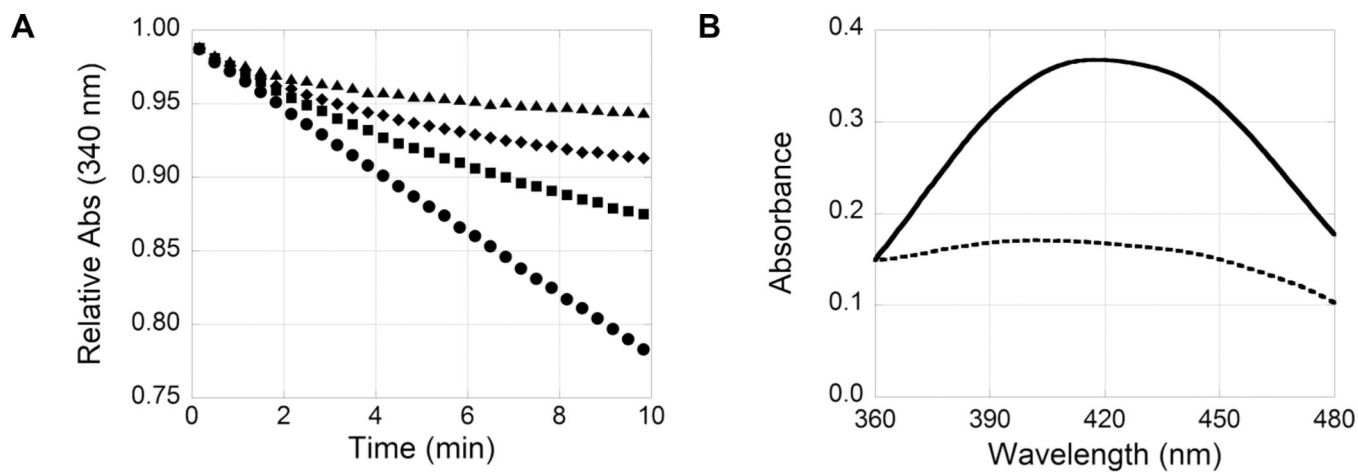 A
Relative Abs (340 nm)
1.00
0.95
0.90
0.85
0.80
0.75
0 2 4 6 8 10
Time (min)
B
Absorbance
0.4
0.3
0.2
0.1
0.0
360 390 420 450 480
Wavelength (nm)